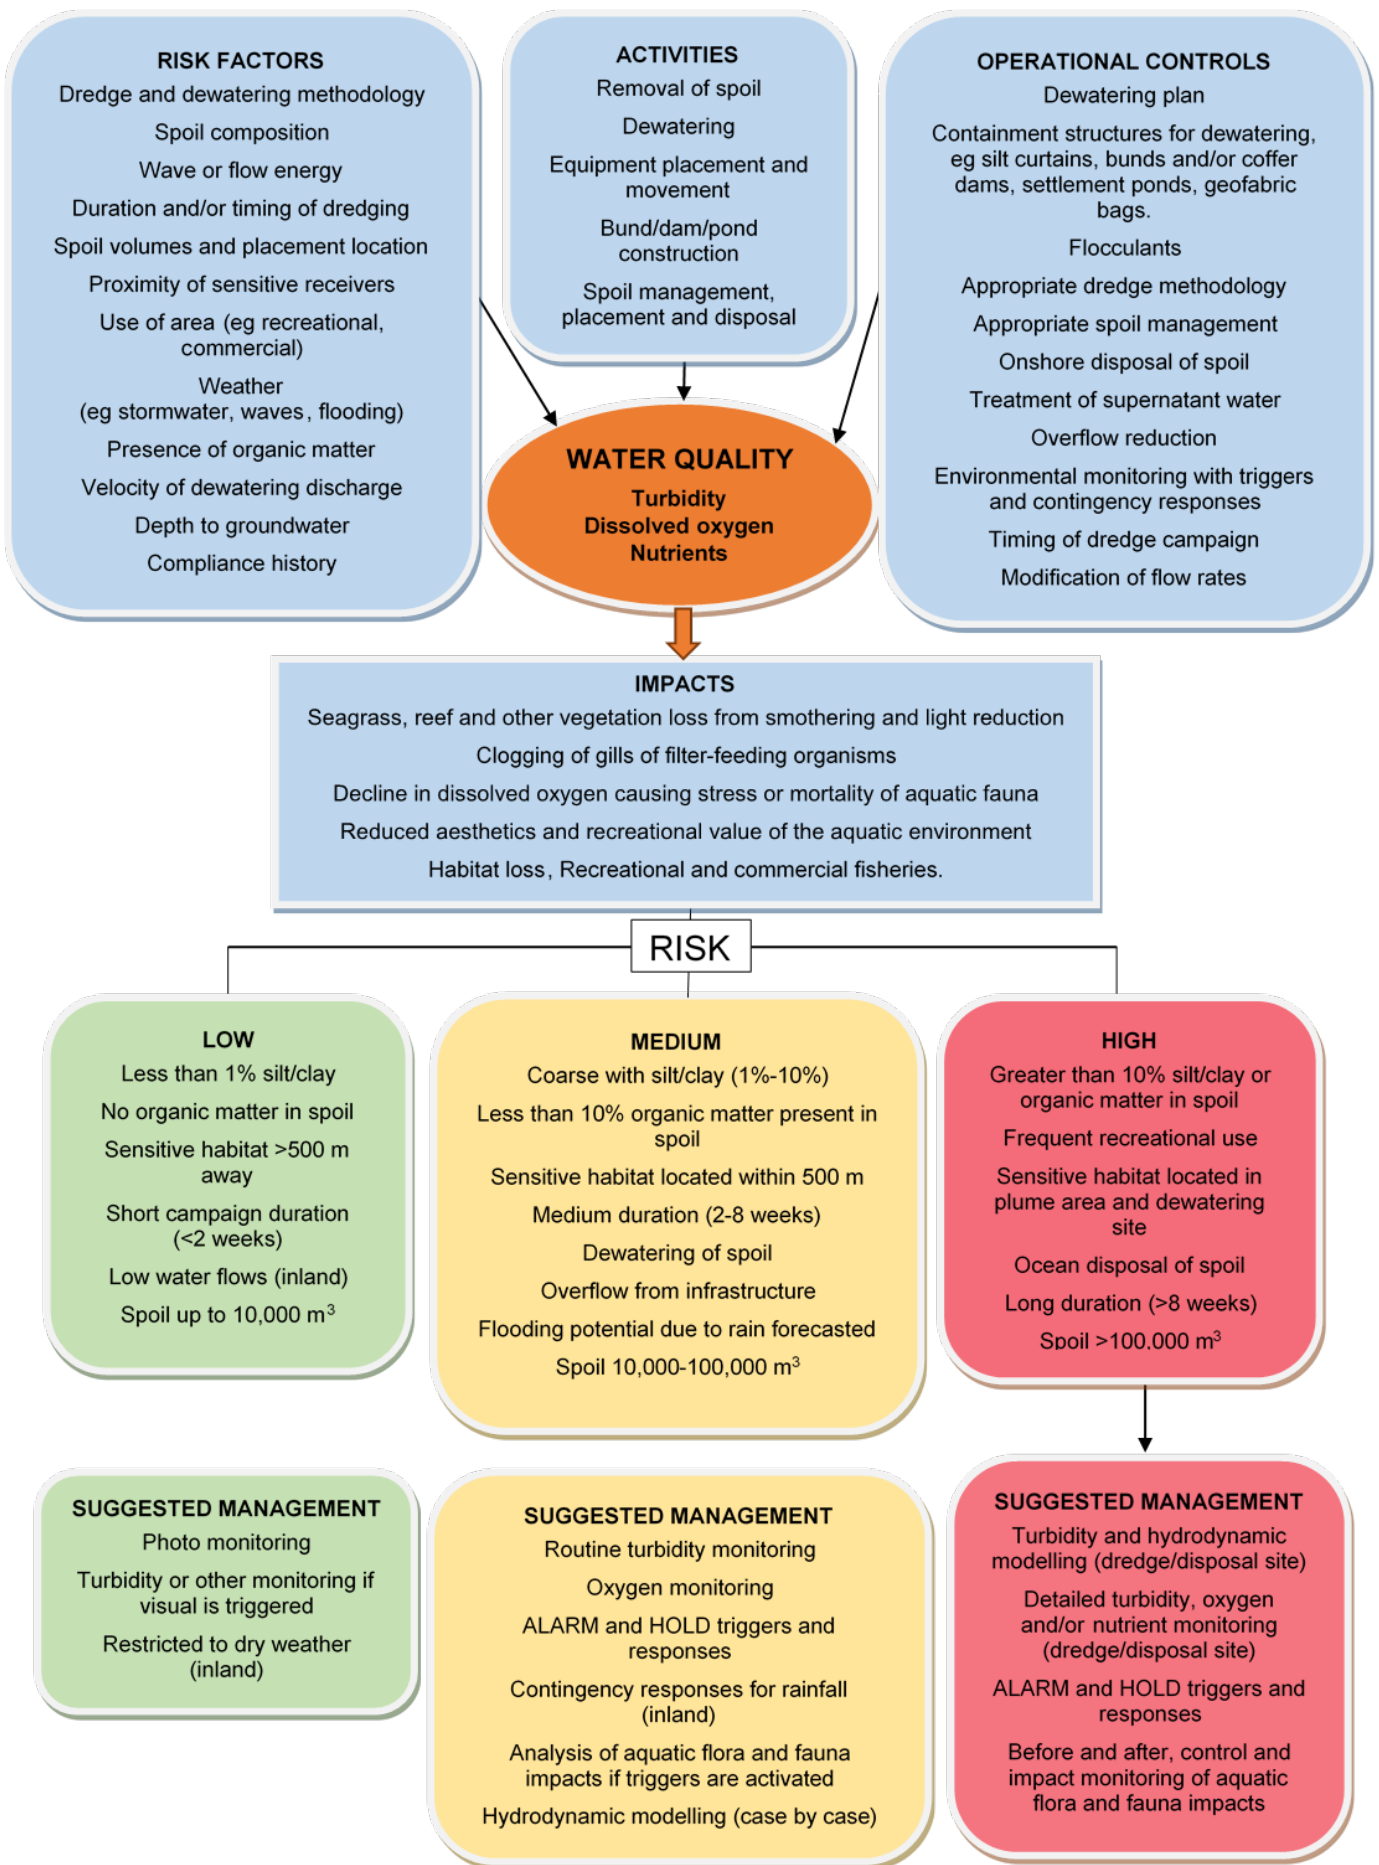 RISK FACTORS
Dredge and dewatering methodology
Spoil composition
Wave or flow energy
Duration and/or timing of dredging
Spoil volumes and placement location
Proximity of sensitive receivers
Use of area (eg recreational,
commercial)
Weather
(eg stormwater, waves, flooding)
Presence of organic matter
Velocity of dewatering discharge
Depth to groundwater
Compliance history
ACTIVITIES
Removal of spoil
Dewatering
Equipment placement and
movement
Bund/dam/pond
construction
Spoil management,
placement and disposal
OPERATIONAL CONTROLS
Dewatering plan
Containment structures for dewatering,
eg silt curtains, bunds and/or coffer
dams, settlement ponds, geofabric
bags.
Flocculants
Appropriate dredge methodology
Appropriate spoil management
Onshore disposal of spoil
Treatment of supernatant water
Overflow reduction
Environmental monitoring with triggers
and contingency responses
Timing of dredge campaign
Modification of flow rates
WATER QUALITY
Turbidity
Dissolved oxygen
Nutrients
IMPACTS
Seagrass, reef and other vegetation loss from smothering and light reduction
Clogging of gills of filter-feeding organisms
Decline in dissolved oxygen causing stress or mortality of aquatic fauna
Reduced aesthetics and recreational value of the aquatic environment
Habitat loss, Recreational and commercial fisheries.
RISK
LOW
Less than 1% silt/clay
No organic matter in spoil
Sensitive habitat >500 m
away
Short campaign duration
(<2 weeks)
Low water flows (inland)
Spoil up to 10,000 m³
MEDIUM
Coarse with silt/clay (1%-10%)
Less than 10% organic matter present in
spoil
Sensitive habitat located within 500 m
Medium duration (2-8 weeks)
Dewatering of spoil
Overflow from infrastructure
Flooding potential due to rain forecasted
Spoil 10,000-100,000 m³
HIGH
Greater than 10% silt/clay or
organic matter in spoil
Frequent recreational use
Sensitive habitat located in
plume area and dewatering
site
Ocean disposal of spoil
Long duration (>8 weeks)
Spoil >100,000 m³
SUGGESTED MANAGEMENT
Photo monitoring
Turbidity or other monitoring if
visual is triggered
Restricted to dry weather
(inland)
SUGGESTED MANAGEMENT
Routine turbidity monitoring
Oxygen monitoring
ALARM and HOLD triggers and
responses
Contingency responses for rainfall
(inland)
Analysis of aquatic flora and fauna
impacts if triggers are activated
Hydrodynamic modelling (case by case)
SUGGESTED MANAGEMENT
Turbidity and hydrodynamic
modelling (dredge/disposal site)
Detailed turbidity, oxygen
and/or nutrient monitoring
(dredge/disposal site)
ALARM and HOLD triggers and
responses
Before and after, control and
impact monitoring of aquatic
flora and fauna impacts